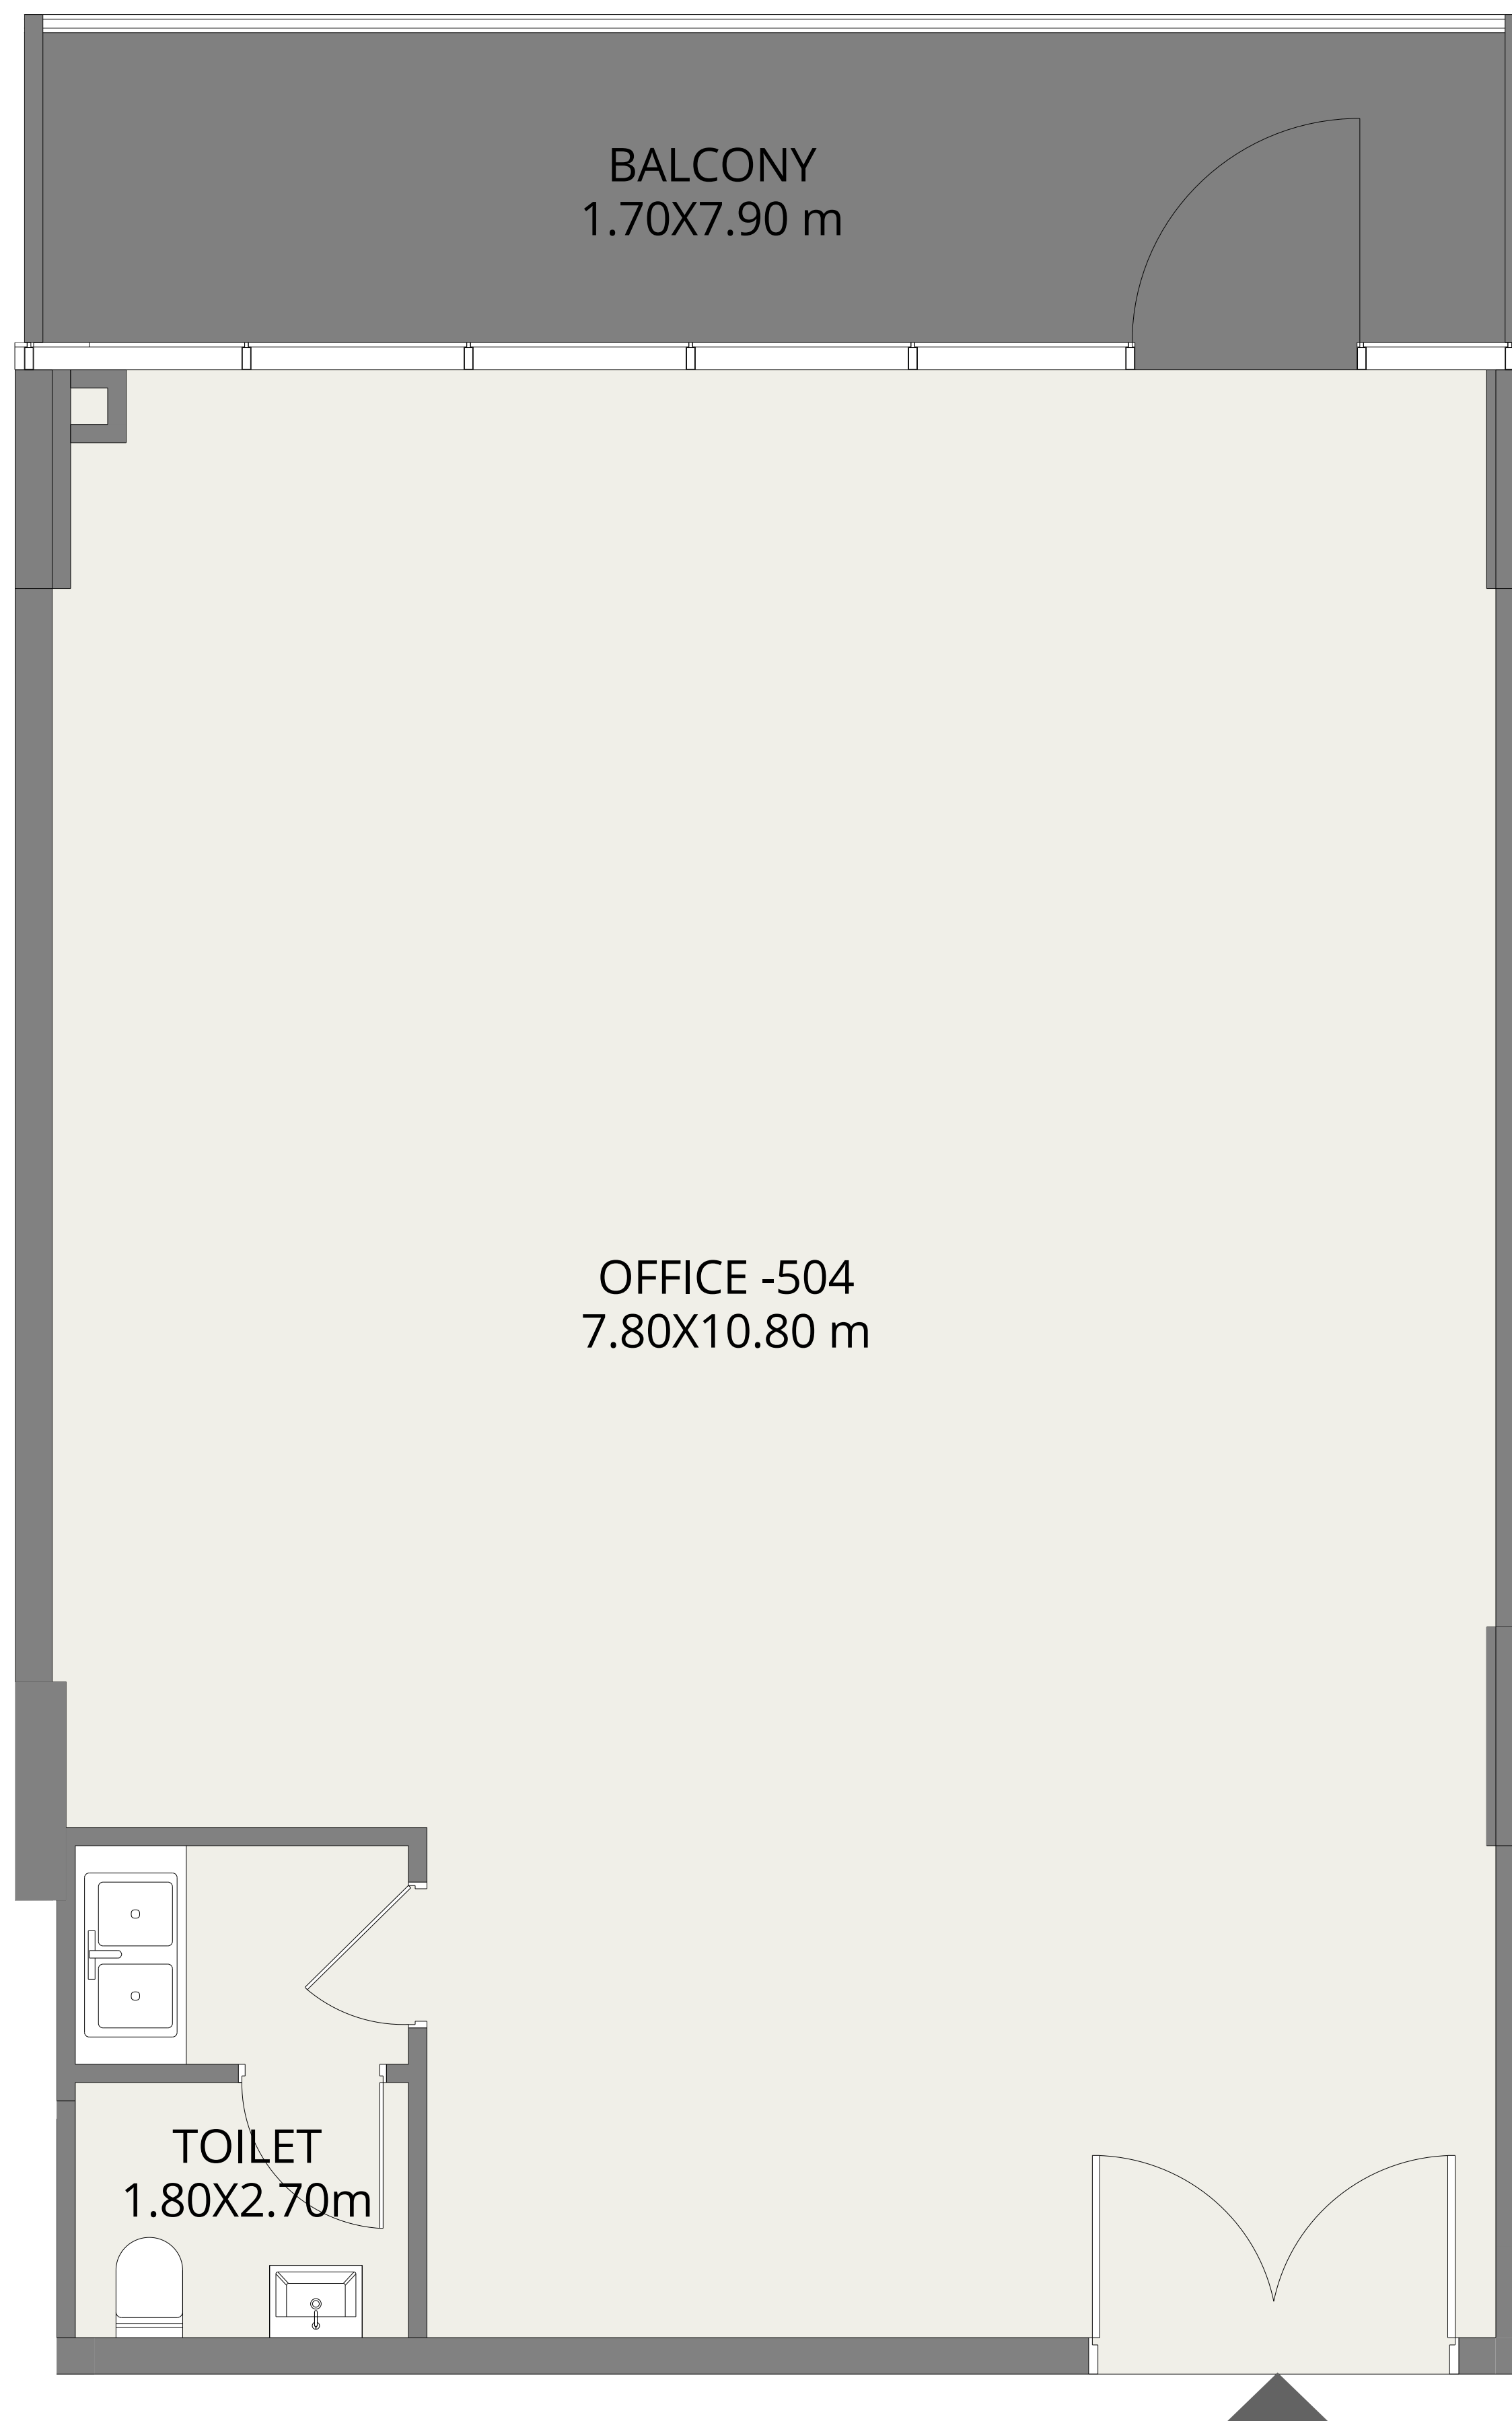 BALCONY
1.70X7.90 m
OFFICE -504
7.80X10.80 m
TOILET
1.80X2.70m